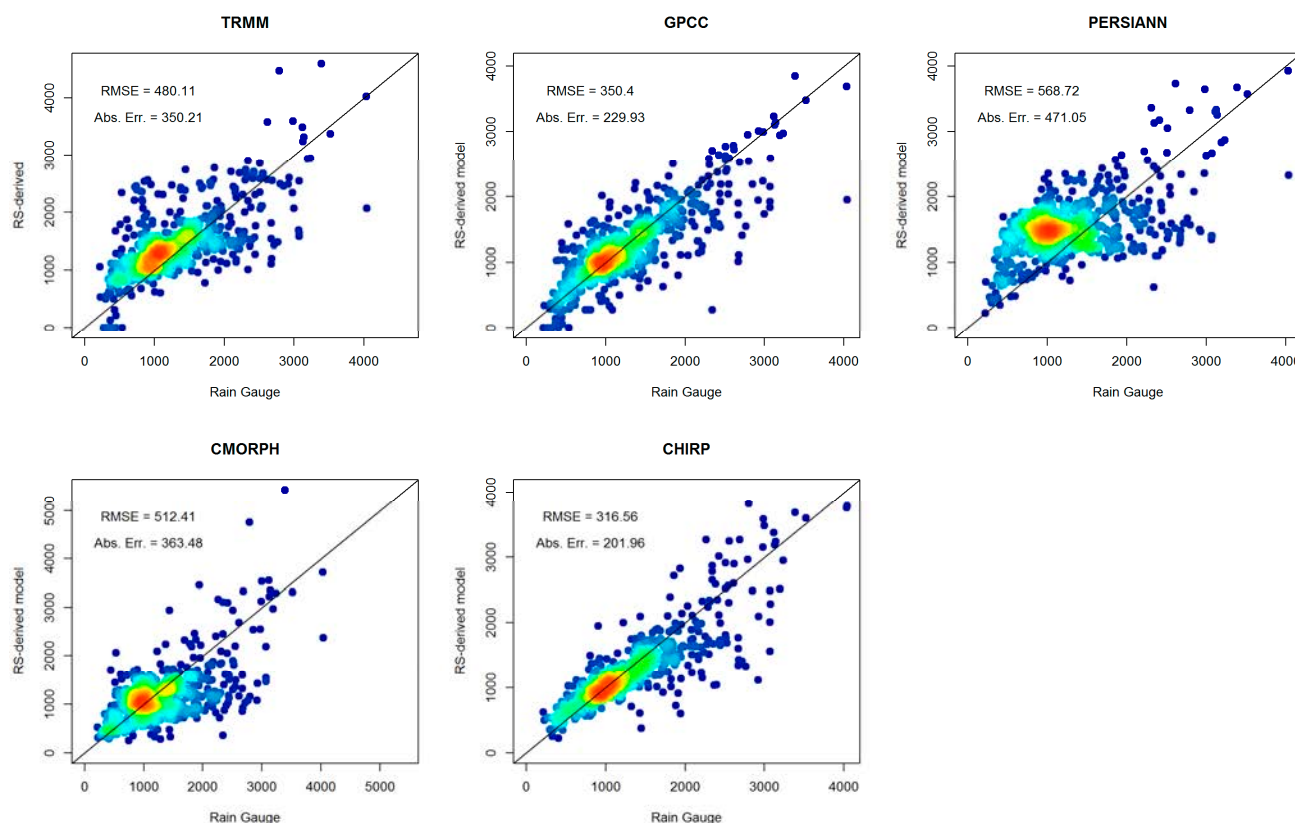 TRMM
RMSE = 480.11
Abs. Err. = 350.21
RS-derived
0 1000 2000 3000 4000
0 1000 2000 3000 4000
Rain Gauge
GPCC
RMSE = 350.4
Abs. Err. = 229.93
RS-derived model
0 1000 2000 3000 4000
0 1000 2000 3000 4000
Rain Gauge
PERSIANN
RMSE = 568.72
Abs. Err. = 471.05
RS-derived model
0 1000 2000 3000 4000
0 1000 2000 3000 4000
Rain Gauge
CMORPH
RMSE = 512.41
Abs. Err. = 363.48
RS-derived model
0 1000 2000 3000 4000 5000
0 1000 2000 3000 4000 5000
Rain Gauge
CHIRP
RMSE = 316.56
Abs. Err. = 201.96
RS-derived model
0 1000 2000 3000 4000
0 1000 2000 3000 4000
Rain Gauge